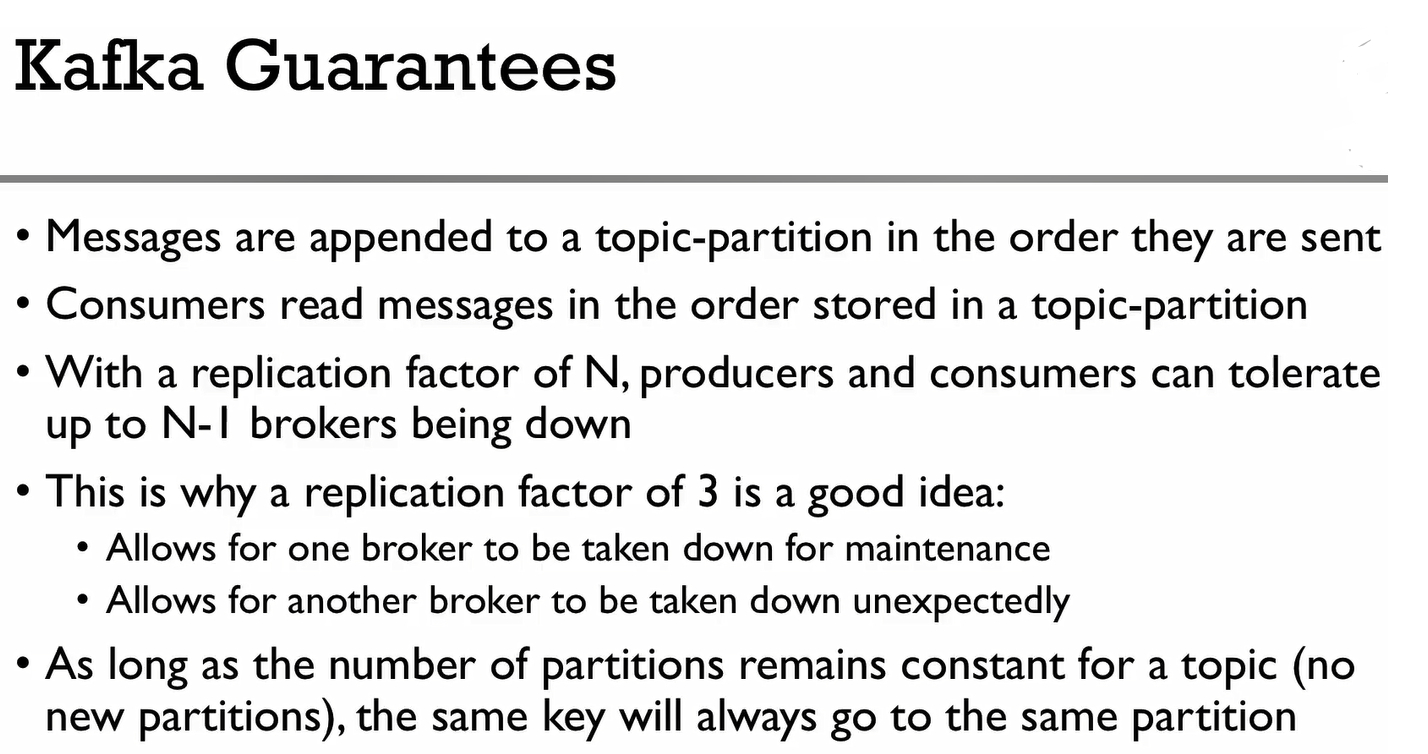 Kafka Guarantees
• Messages are appended to a topic-partition in the order they are sent
• Consumers read messages in the order stored in a topic-partition
• With a replication factor of N, producers and consumers can tolerate
up to N-1 brokers being down
• This is why a replication factor of 3 is a good idea:
• Allows for one broker to be taken down for maintenance
• Allows for another broker to be taken down unexpectedly
• As long as the number of partitions remains constant for a topic (no
new partitions), the same key will always go to the same partition